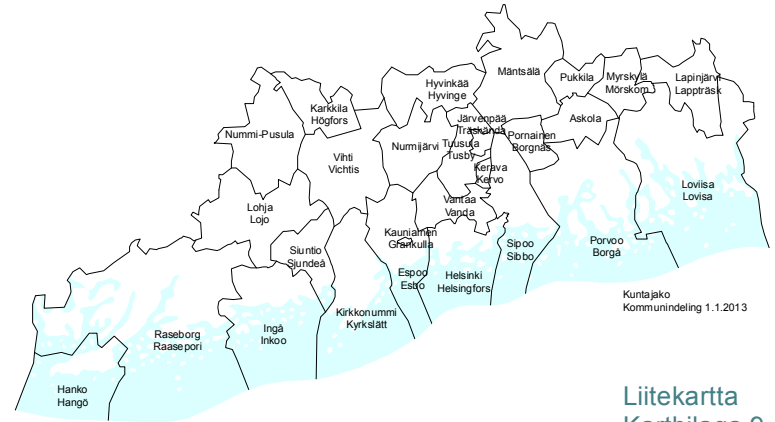 Mäntsälä
Hyvinkää
Hyvinge
Pukkila
Myrskylä
Mörskom
Lapinjärvi
Lappträsk
Karkkila
Högfors
Nummi-Pusula
Järvenpää
Träskända
Askola
Nurmijärvi
Tuusula
Tusby
Pornainen
Borgnäs
Vihti
Vichtis
Kerava
Kervo
Loviisa
Lovisa
Lohja
Lojo
Vantaa
Vanda
Kauniainen
Grankulla
Siuntio
Sjundeå
Sipoo
Sibbo
Porvoo
Borgå
Espoo
Esbo
Helsinki
Helsingfors
Kuntajako
Kommunindeling 1.1.2013
Kirkkonummi
Kyrkslätt
Ingå
Inkoo
Raseborg
Raasepori
Hanko
Hangö
Liitekartta